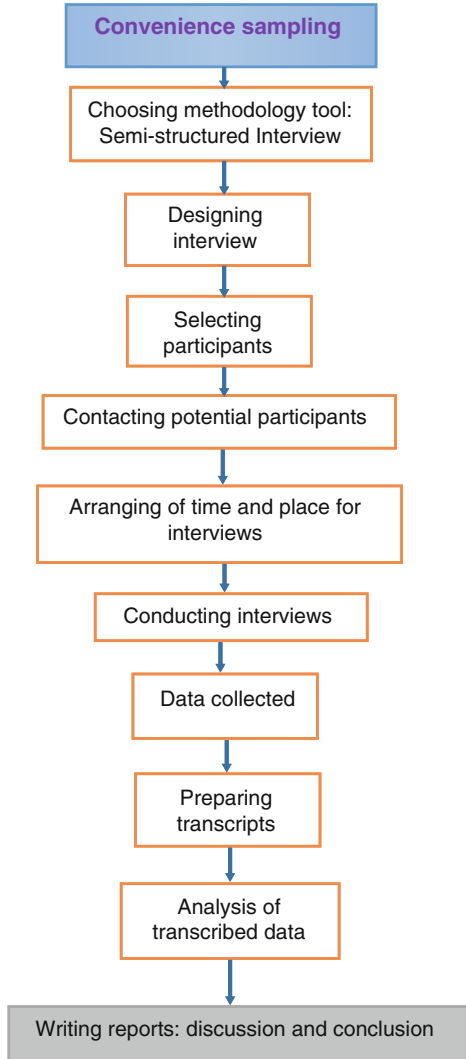 Convenience sampling
Choosing methodology tool:
Semi-structured Interview
Designing
interview
Selecting
participants
Contacting potential participants
Arranging of time and place for
interviews
Conducting interviews
Data collected
Preparing
transcripts
Analysis of
transcribed data
Writing reports: discussion and conclusion